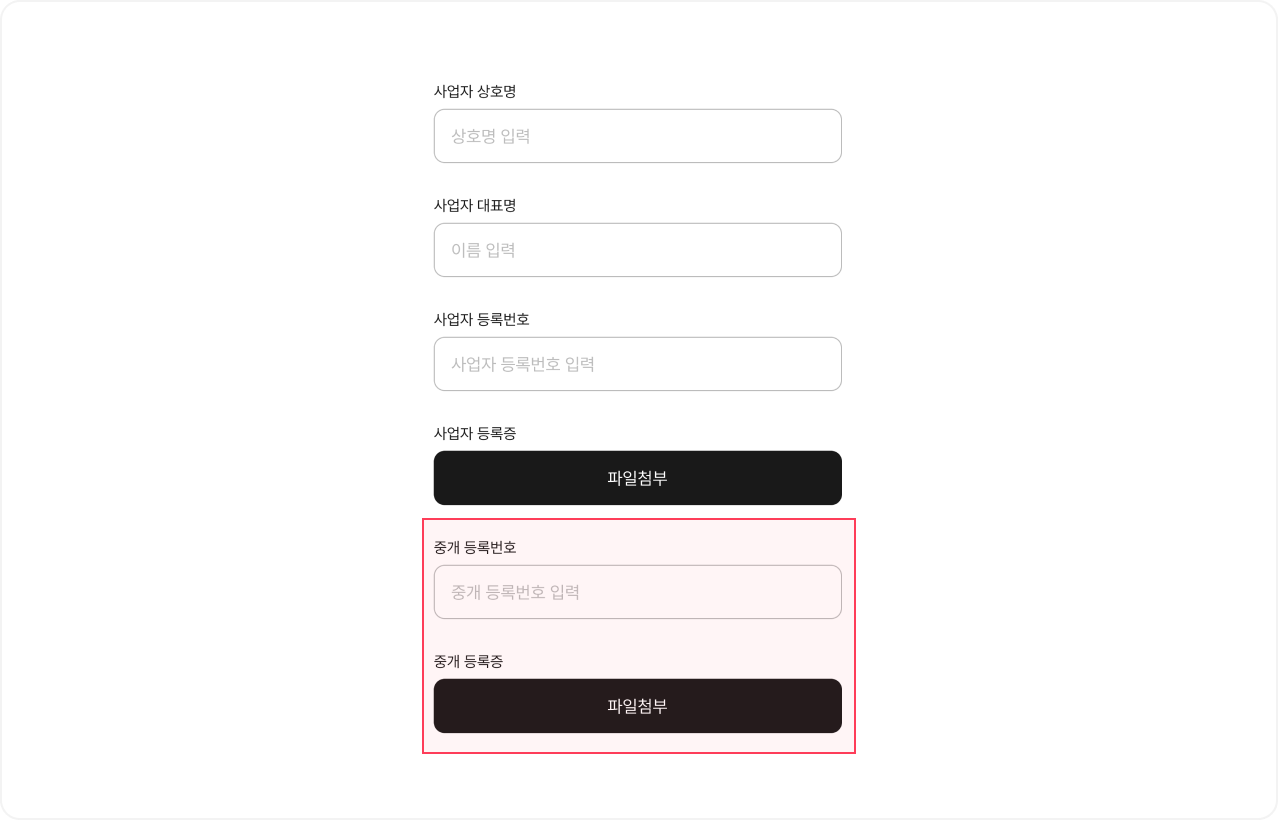 사업자 상호명
상호명 입력
사업자 대표명
이름 입력
사업자 등록번호
사업자 등록번호 입력
사업자 등록증
파일첨부
중개 등록번호
중개 등록번호 입력
중개 등록증
파일첨부